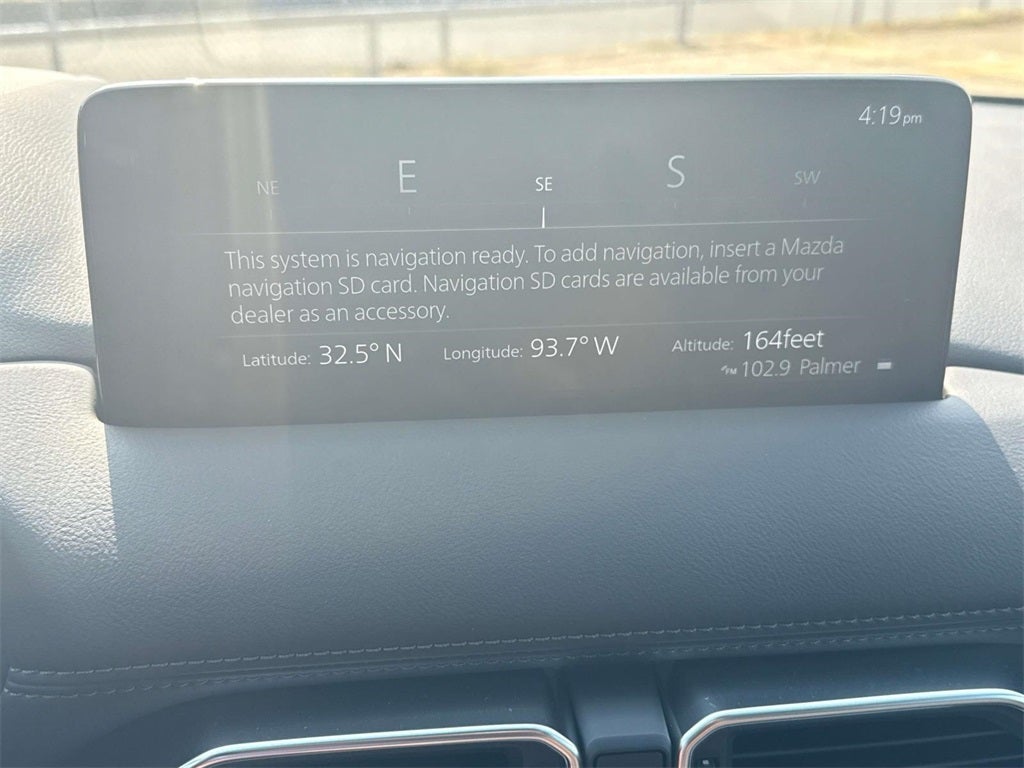 4:19pm
NE E SE S SW
This system is navigation ready. To add navigation, insert a Mazda
navigation SD card. Navigation SD cards are available from your
dealer as an accessory.
Latitude: 32.5° N Longitude: 93.7° W Altitude: 164feet
FM 102.9 Palmer